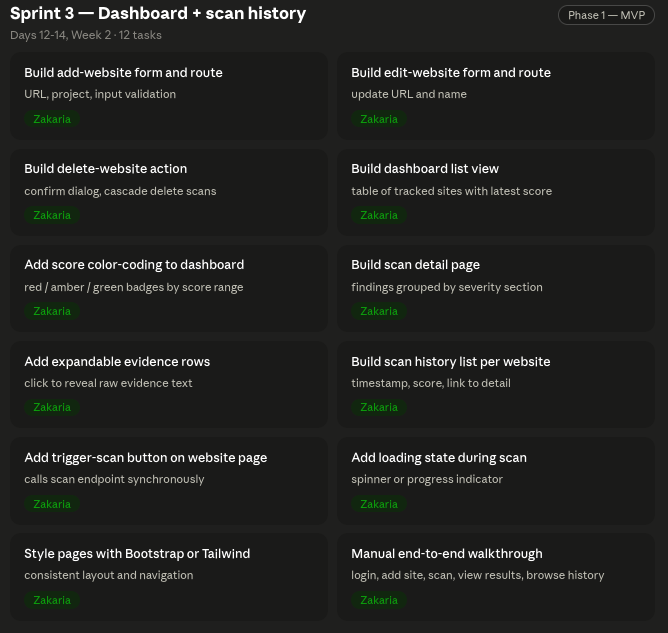 Sprint 3 — Dashboard + scan history
Phase 1 — MVP
Days 12-14, Week 2 · 12 tasks
Build add-website form and route
URL, project, input validation
Zakaria
Build edit-website form and route
update URL and name
Zakaria
Build delete-website action
confirm dialog, cascade delete scans
Zakaria
Build dashboard list view
table of tracked sites with latest score
Zakaria
Add score color-coding to dashboard
red / amber / green badges by score range
Zakaria
Build scan detail page
findings grouped by severity section
Zakaria
Add expandable evidence rows
click to reveal raw evidence text
Zakaria
Build scan history list per website
timestamp, score, link to detail
Zakaria
Add trigger-scan button on website page
calls scan endpoint synchronously
Zakaria
Add loading state during scan
spinner or progress indicator
Zakaria
Style pages with Bootstrap or Tailwind
consistent layout and navigation
Zakaria
Manual end-to-end walkthrough
login, add site, scan, view results, browse history
Zakaria